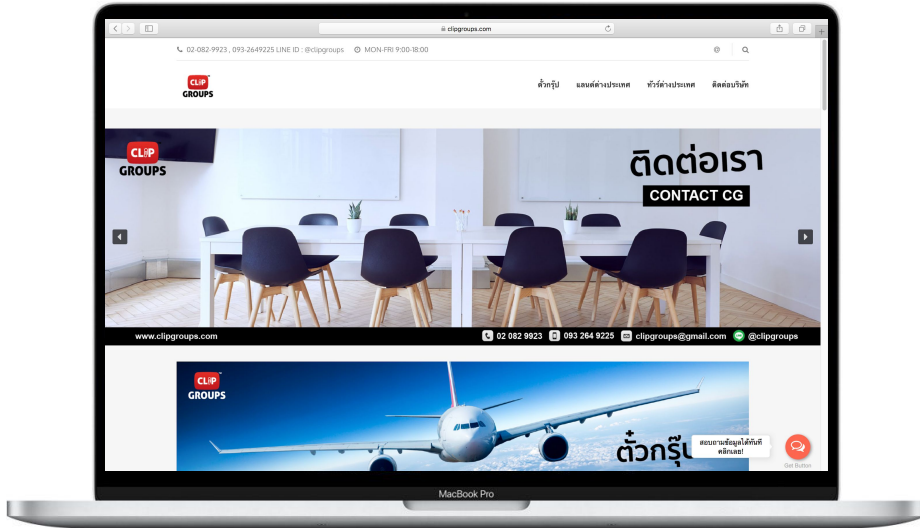 clipgroups.com
02-082-9923 , 093-2649225 LINE ID : @clipgroups MON-FRI 9:00-18:00
CLIP
GROUPS
ตั๋วกรุ๊ป แลนด์ต่างประเทศ ทัวร์ต่างประเทศ ติดต่อบริษัท
CLIP
GROUPS
ติดต่อเรา
CONTACT CG
www.clipgroups.com 02 082 9923 093 264 9225 clipgroups@gmail.com @clipgroups
CLIP
GROUPS
ตั๋วกรุ๊ป
สอบถามข้อมูลได้ทันที
คลิกเลย!
Get Button
MacBook Pro